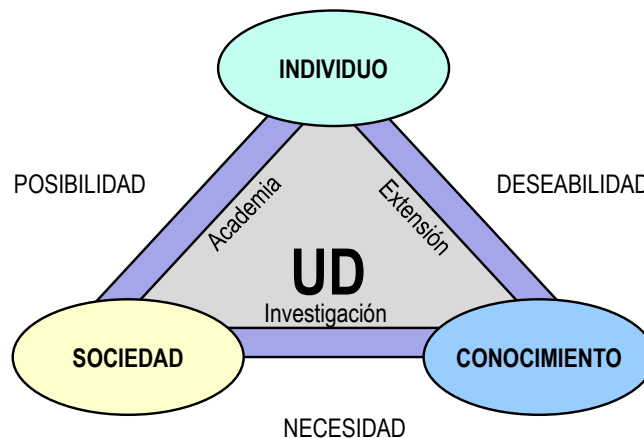 INDIVIDUO
POSIBILIDAD
Academia
Extensión
DESEABILIDAD
UD
Investigación
SOCIEDAD
CONOCIMIENTO
NECESIDAD